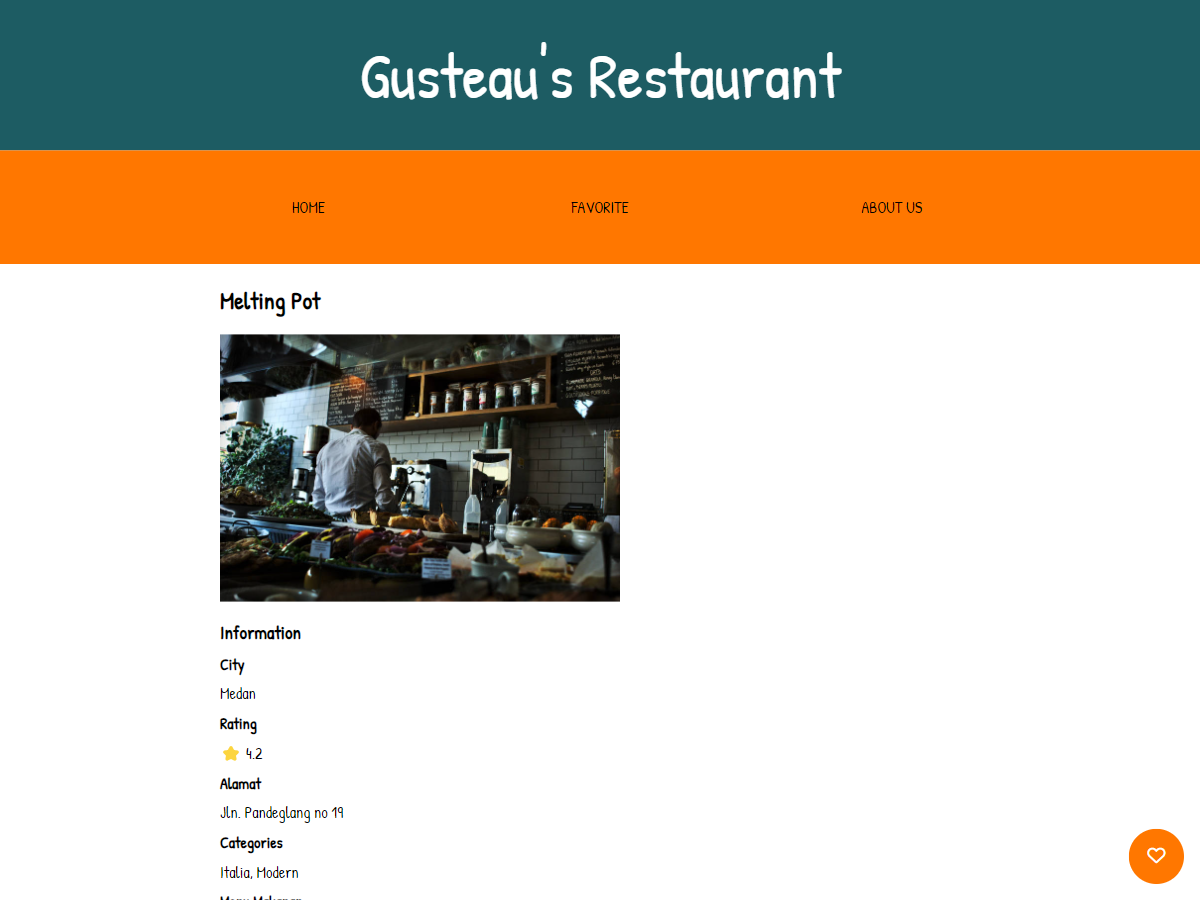 Gusteau's Restaurant
HOME FAVORITE ABOUT US
Melting Pot
Information
City
Medan
Rating
4.2
Alamat
Jln. Pandeglang no 19
Categories
Italia, Modern